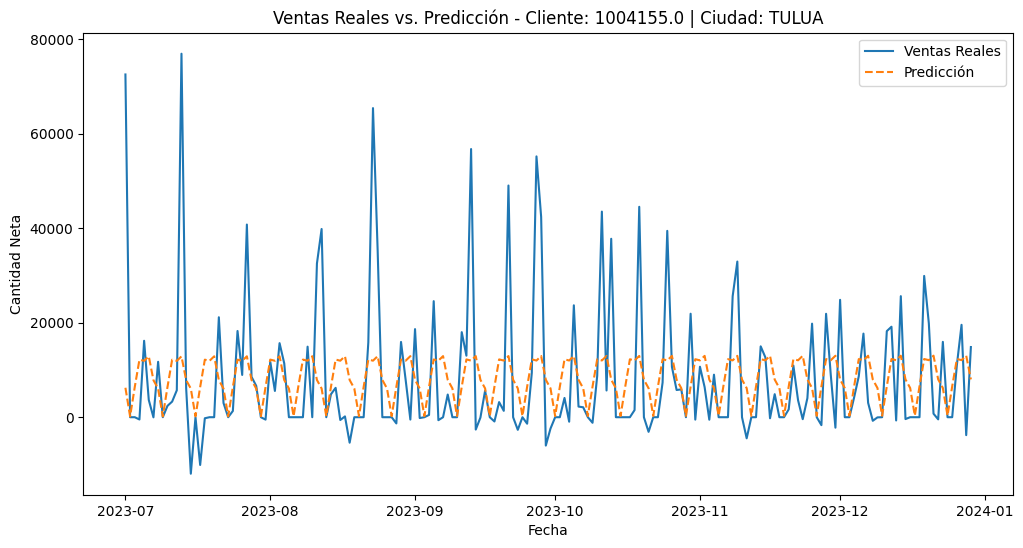 Ventas Reales vs. Predicción - Cliente: 1004155.0 | Ciudad: TULUA
Ventas Reales
Predicción
Cantidad Neta
80000
60000
40000
20000
0
2023-07
2023-08
2023-09
2023-10
2023-11
2023-12
2024-01
Fecha